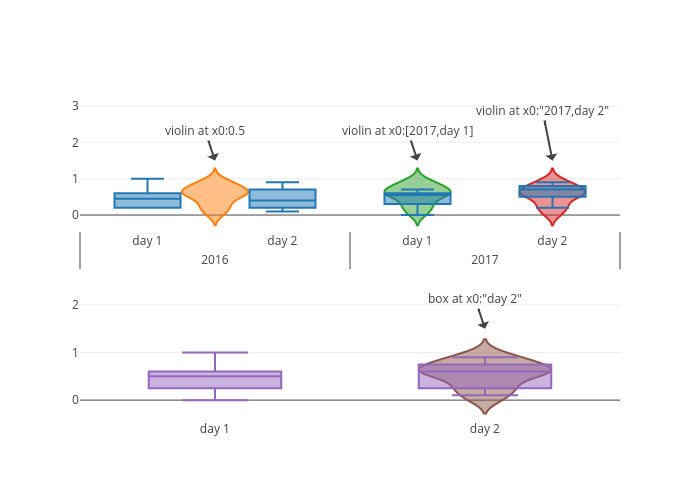 3
violin at x0:"2017,day 2"
violin at x0:0.5
violin at x0:[2017,day 1]
2
1
0
day 1
day 2
day 1
day 2
2016
2017
box at x0:"day 2"
2
1
0
day 1
day 2